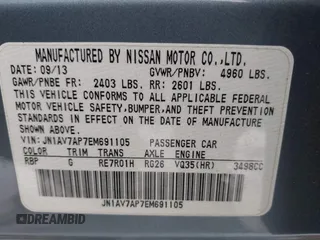 MANUFACTURED BY NISSAN MOTOR CO.,LTD.
DATE: 09/13 GVWR/PNBV: 4960 LBS.
GAWR/PNBE FR: 2403 LBS. RR: 2601 LBS.
THIS VEHICLE CONFORMS TO ALL APPLICABLE FEDERAL
MOTOR VEHICLE SAFETY,BUMPER, AND THEFT PREVENTION
STANDARDS IN EFFECT ON THE DATE OF MANUFACTURE
SHOWN ABOVE.
VIN: JN1AV7AP7EM691105 PASSENGER CAR
COLOR TRIM TRANS AXLE ENGINE
RBP G RE7R01H RG26 VQ35(HR) 3498CC
JN1AV7AP7EM691105
DREAMBID